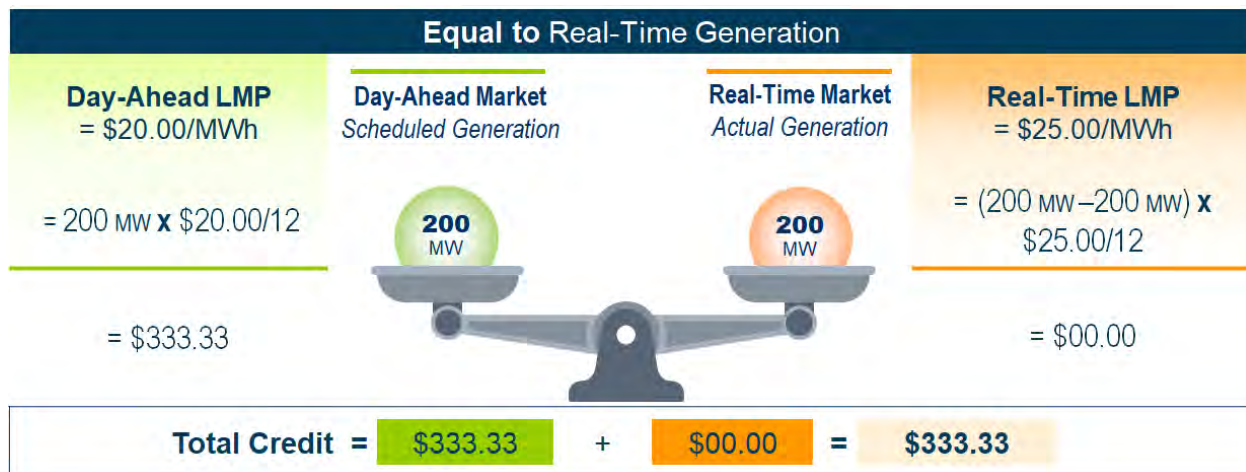 Equal to Real-Time Generation
Day-Ahead LMP
= $20.00/MWh
= 200 MW x $20.00/12
= $333.33
Day-Ahead Market
Scheduled Generation
200
MW
Real-Time Market
Actual Generation
200
MW
Real-Time LMP
= $25.00/MWh
= (200 MW –200 MW) x
$25.00/12
= $00.00
Total Credit = $333.33 + $00.00 = $333.33